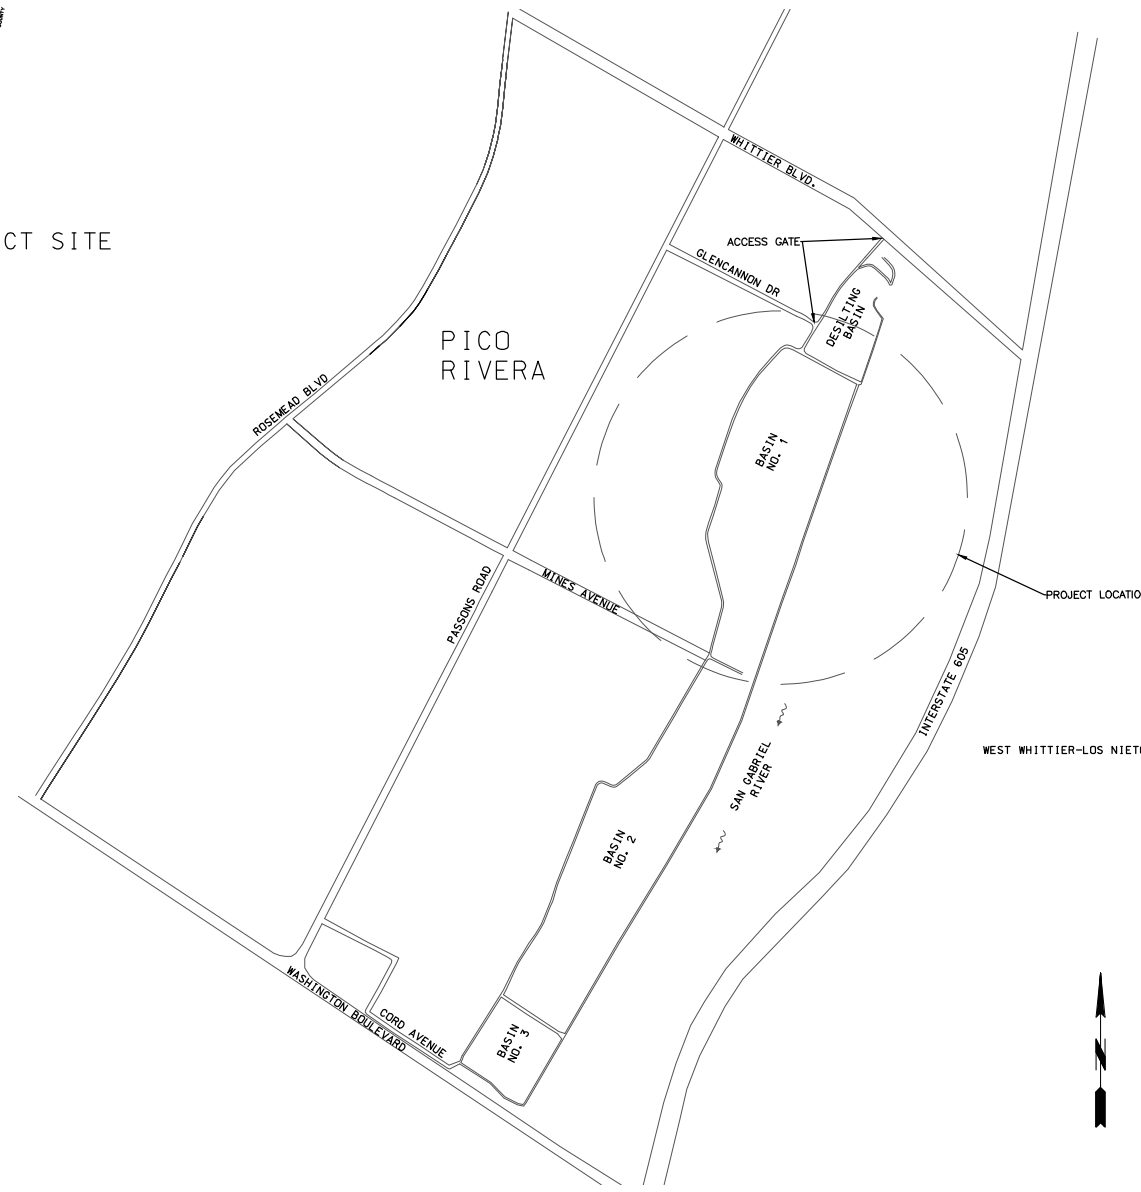 WHITTIER BLVD.
CT SITE
ACCESS GATE
GLENCANNON DR
DESILTING
BASIN
PICO
RIVERA
ROSEMEAD BLVD
BASIN
NO. 1
MINES AVENUE
PASSONS ROAD
PROJECT LOCATIO
INTERSTATE 605
WEST WHITTIER-LOS NIET
SAN GABRIEL
RIVER
BASIN
NO. 2
WASHINGTON BOULEVARD
CORD AVENUE
BASIN
NO. 3
N